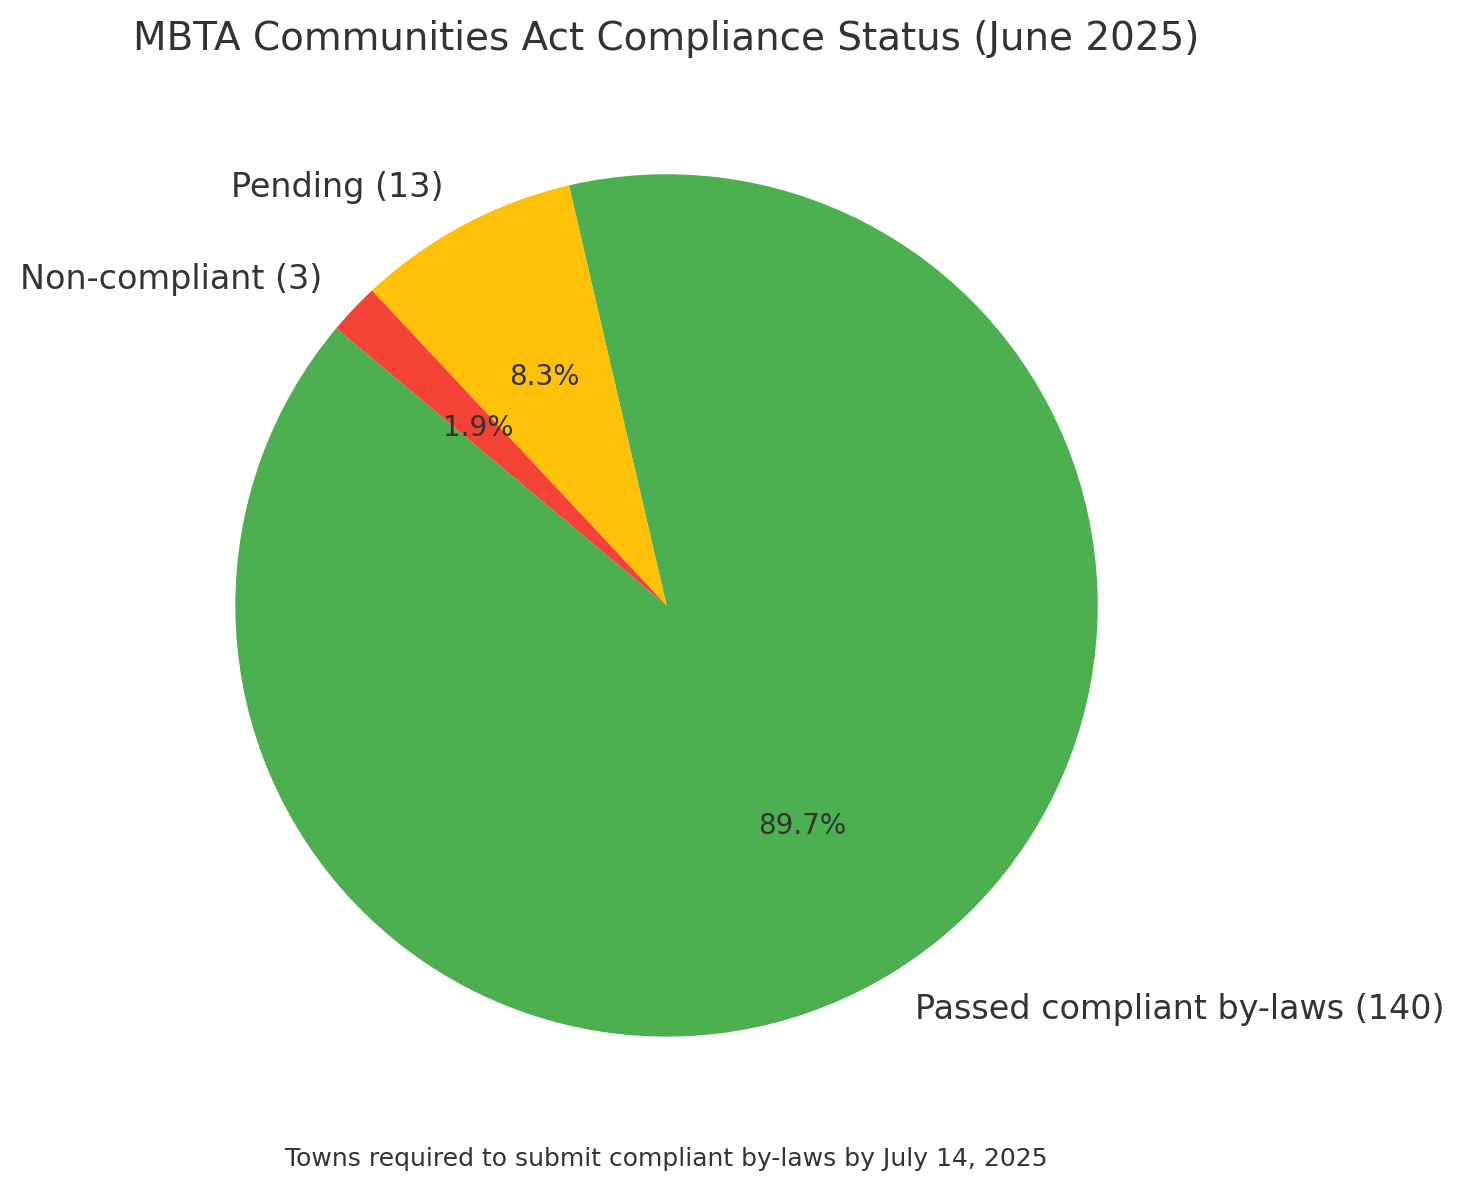 MBTA Communities Act Compliance Status (June 2025)
Pending (13)
Non-compliant (3)
8.3%
1.9%
89.7%
Passed compliant by-laws (140)
Towns required to submit compliant by-laws by July 14, 2025